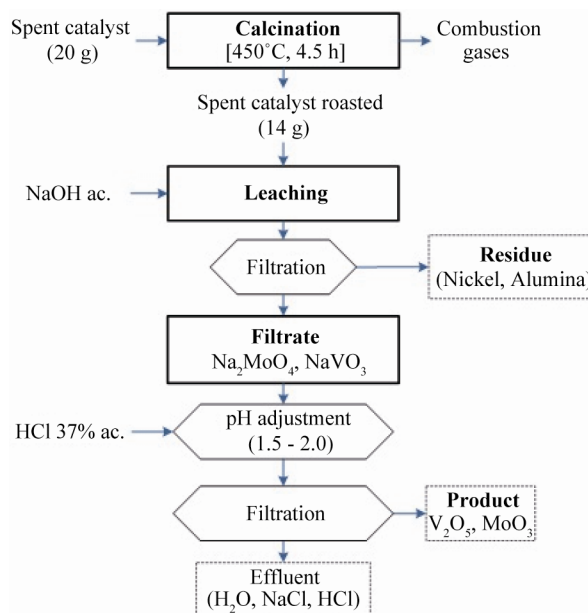 Spent catalyst
(20 g)
Calcination
[450˚C, 4.5 h]
Combustion
gases
Spent catalyst roasted
(14 g)
NaOH ac.
Leaching
Filtration
Residue
(Nickel, Alumina)
Filtrate
Na₂MoO₄, NaVO₃
HCl 37% ac.
pH adjustment
(1.5 - 2.0)
Filtration
Product
V₂O₅, MoO₃
Effluent
(H₂O, NaCl, HCl)